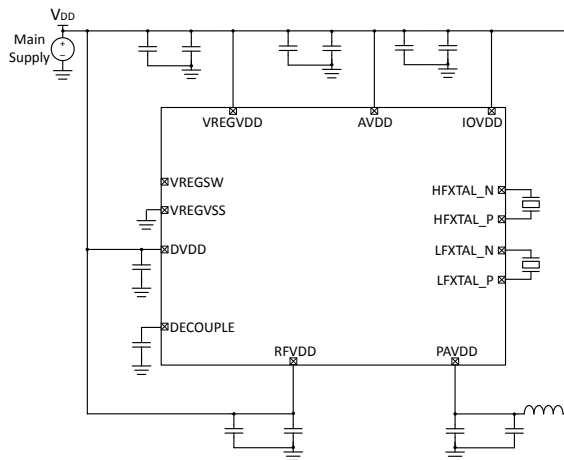 VDD
Main
Supply
+
−
VREGVDD
AVDD
IOVDD
VREGSW
VREGVSS
DVDD
DECOUPLE
HFXTAL_N
HFXTAL_P
LFXTAL_N
LFXTAL_P
RFVDD
PAVDD